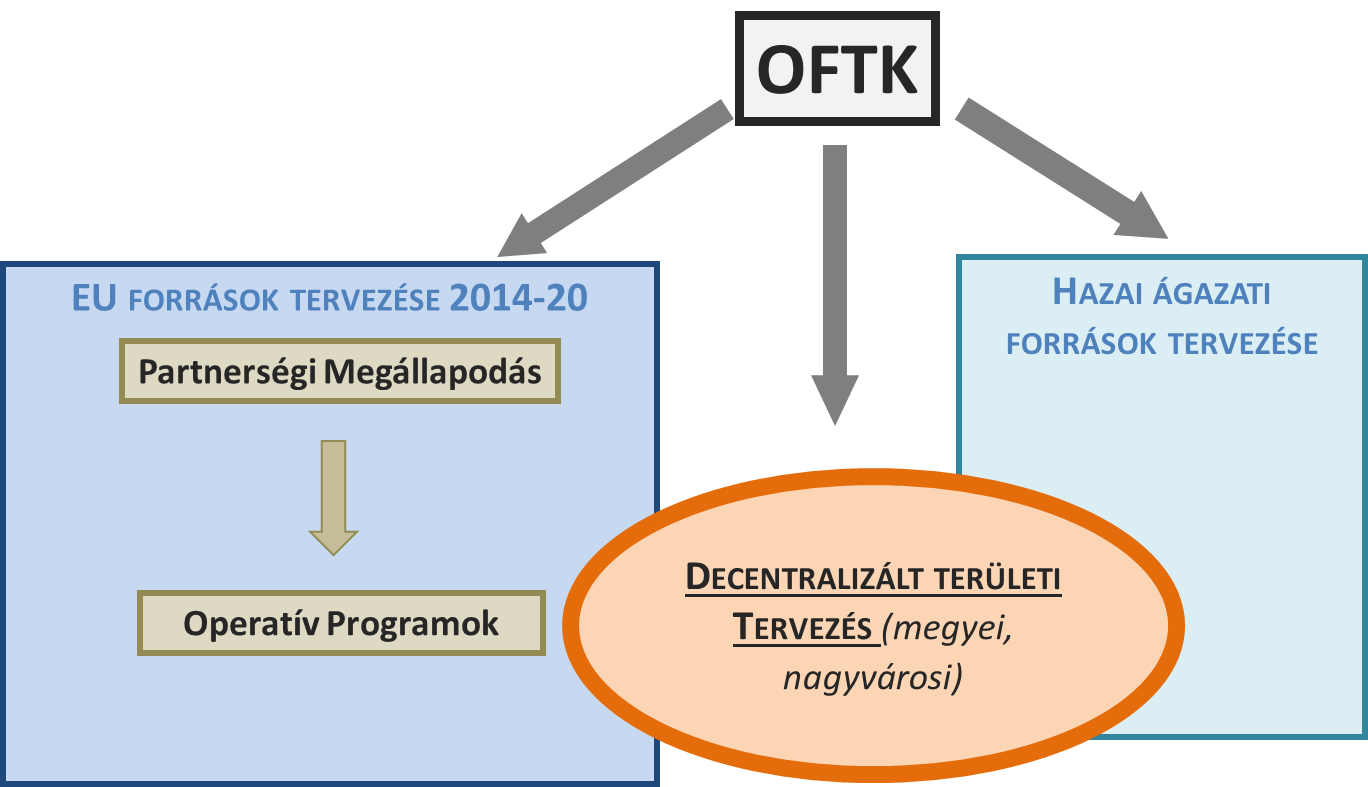 OFTK
EU FORRÁSOK TERVEZÉSE 2014-20
Partnerségi Megállapodás
Operatív Programok
HAZAI ÁGAZATI
FORRÁSOK TERVEZÉSE
DECENTRALIZÁLT TERÜLETI
TERVEZÉS (megyei,
nagyvárosi)